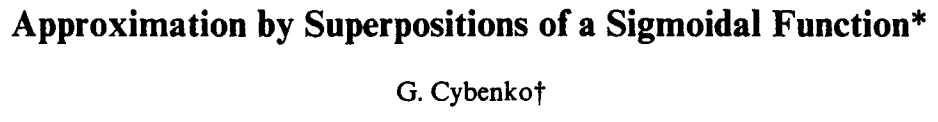 Approximation by Superpositions of a Sigmoidal Function*
G. Cybenko†